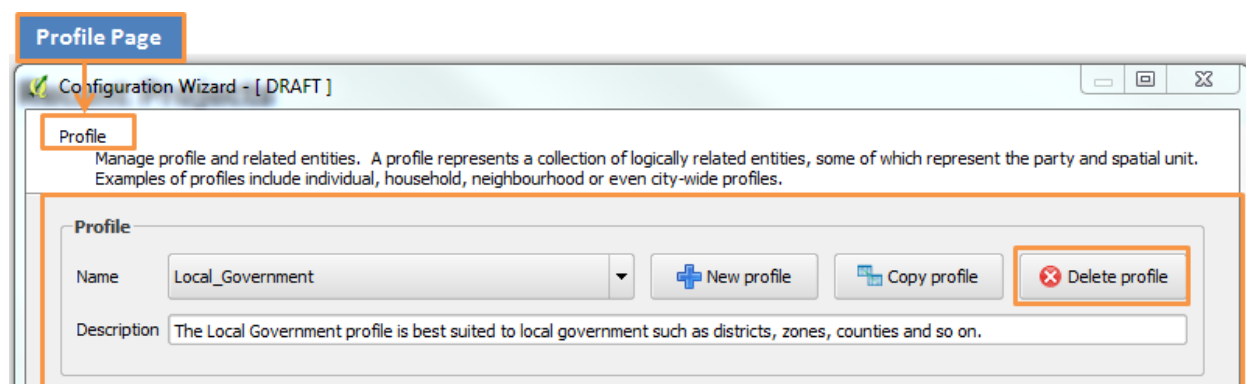 Profile Page
Configuration Wizard - [ DRAFT ]
Profile
Manage profile and related entities. A profile represents a collection of logically related entities, some of which represent the party and spatial unit.
Examples of profiles include individual, household, neighbourhood or even city-wide profiles.
Profile
Name Local_Government New profile Copy profile Delete profile
Description The Local Government profile is best suited to local government such as districts, zones, counties and so on.